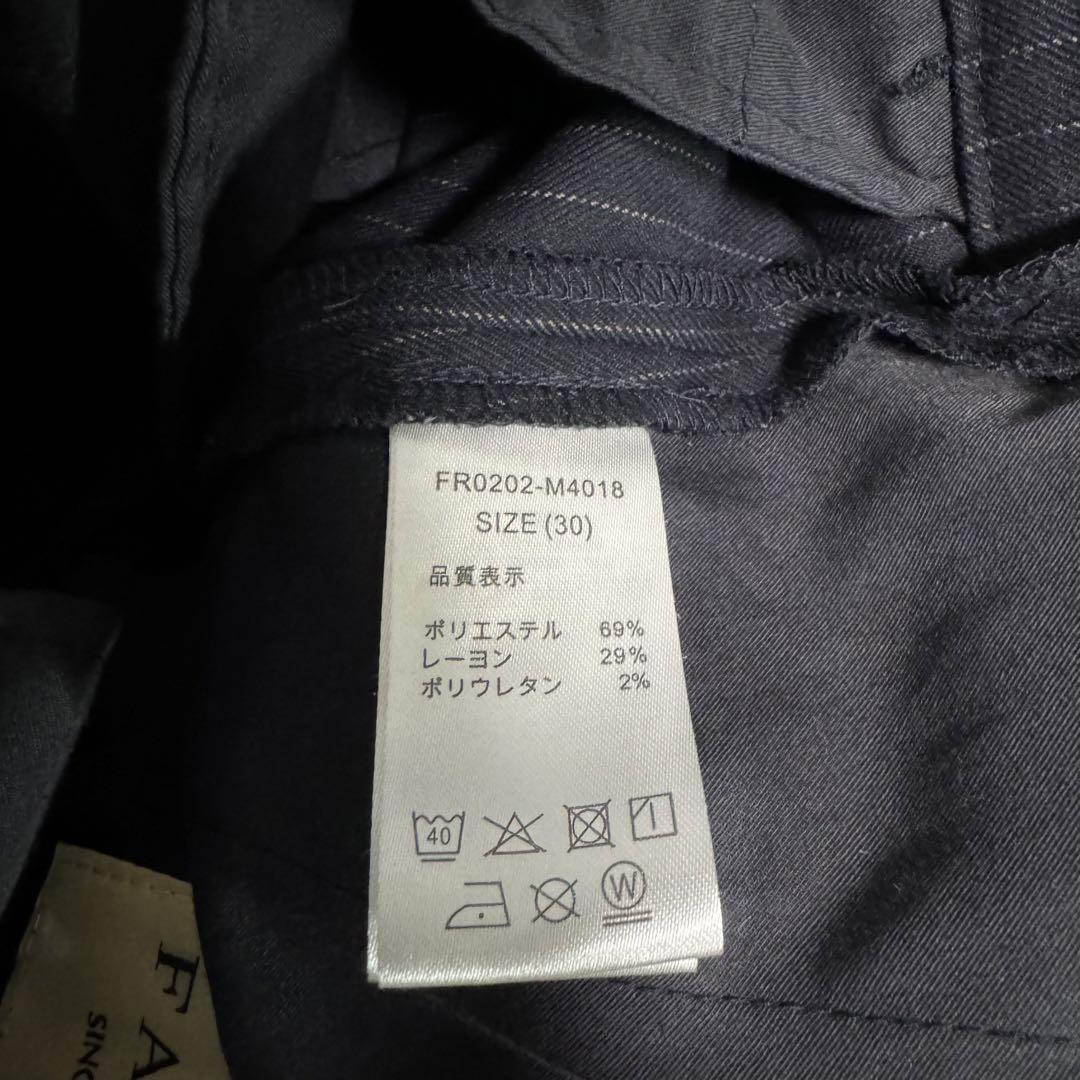 FR0202-M4018
SIZE (30)
品質表示
ポリエステル 69%
レーヨン 29%
ポリウレタン 2%
40
W
FA
SINC